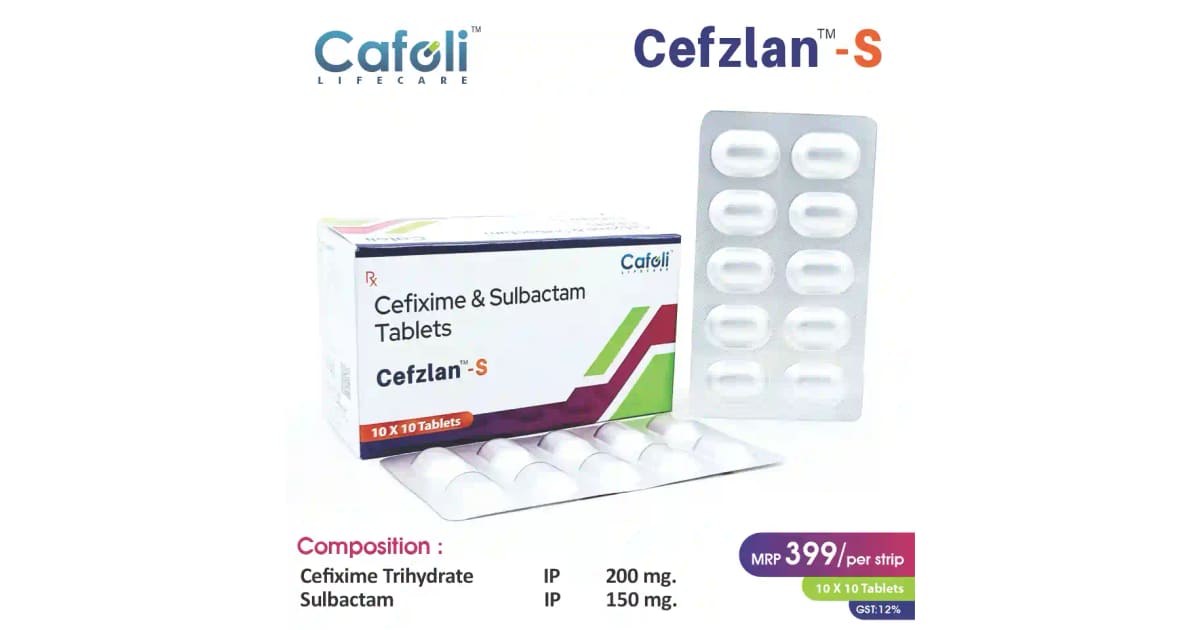 Cafoli™
LIFECARE
Cefzlan™-S
Cafoli™
LIFECARE
Rx
Cefixime & Sulbactam
Tablets
Cefzlan™-S
10 X 10 Tablets
Composition :
Cefixime Trihydrate IP 200 mg.
Sulbactam IP 150 mg.
MRP 399/per strip
10 X 10 Tablets
GST:12%